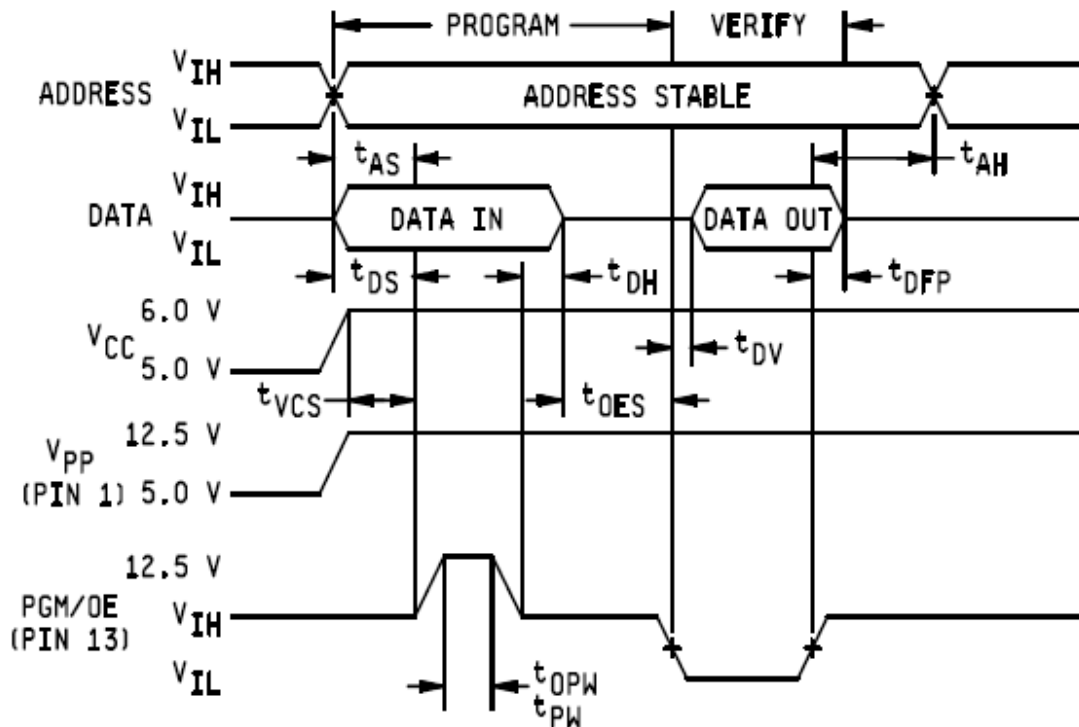 PROGRAM VERIFY
ADDRESS VIH
VIL
ADDRESS STABLE
tAS
tAH
DATA VIH
VIL
DATA IN
DATA OUT
tDS
tDH
tDFP
VCC 6.0 V
5.0 V
tDV
tVCS
tOES
VPP
(PIN 1)
12.5 V
5.0 V
12.5 V
PGM/OE
(PIN 13)
VIH
VIL
tOPW
tPW